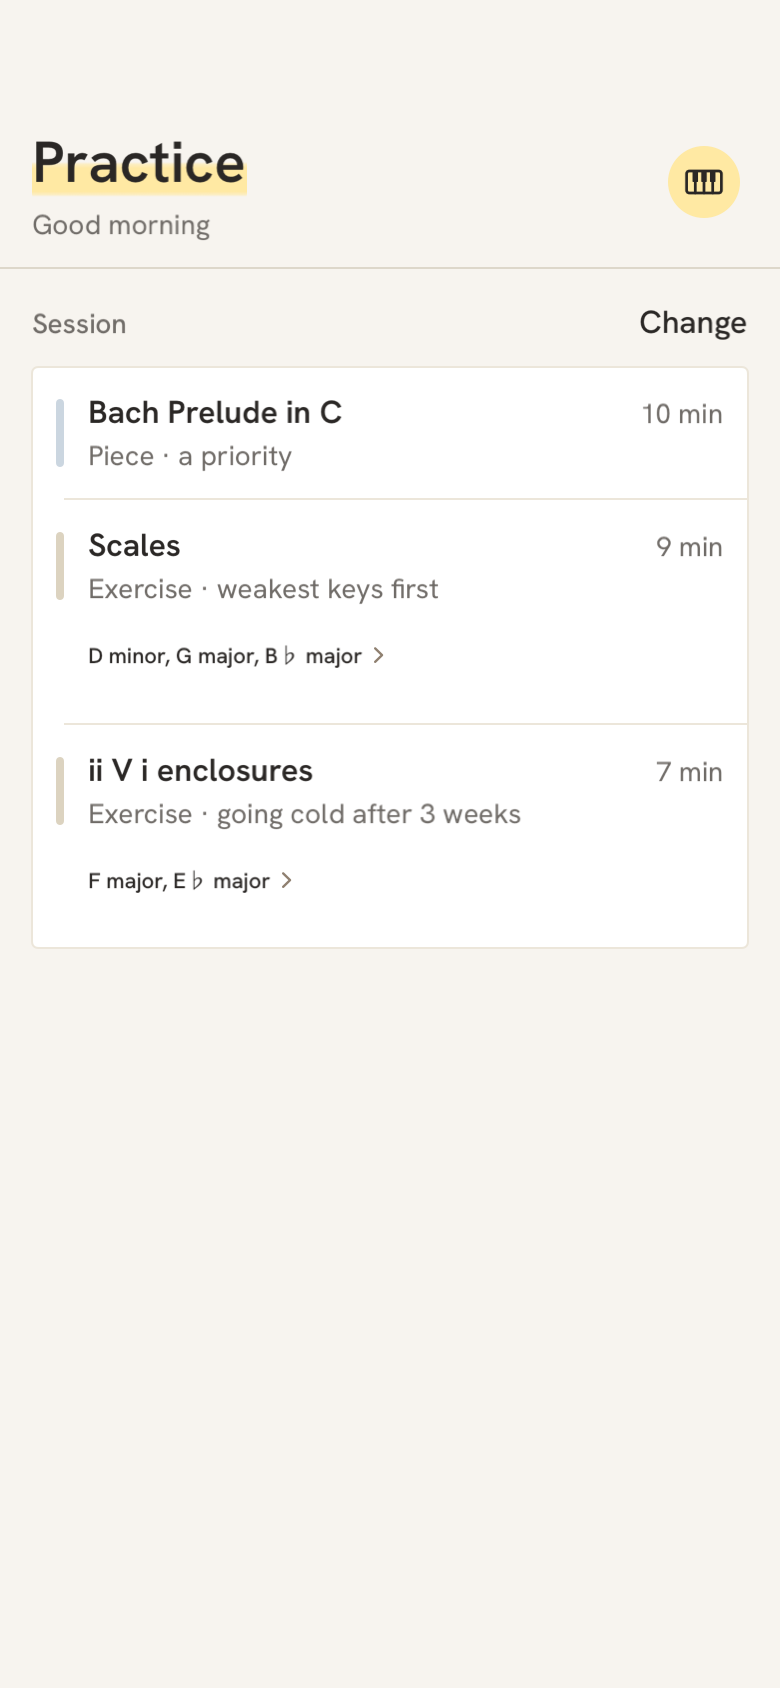 Practice
Good morning
Session
Change
Bach Prelude in C
10 min
Piece · a priority
Scales
9 min
Exercise · weakest keys first
D minor, G major, B♭ major >
ii V i enclosures
7 min
Exercise · going cold after 3 weeks
F major, E♭ major >